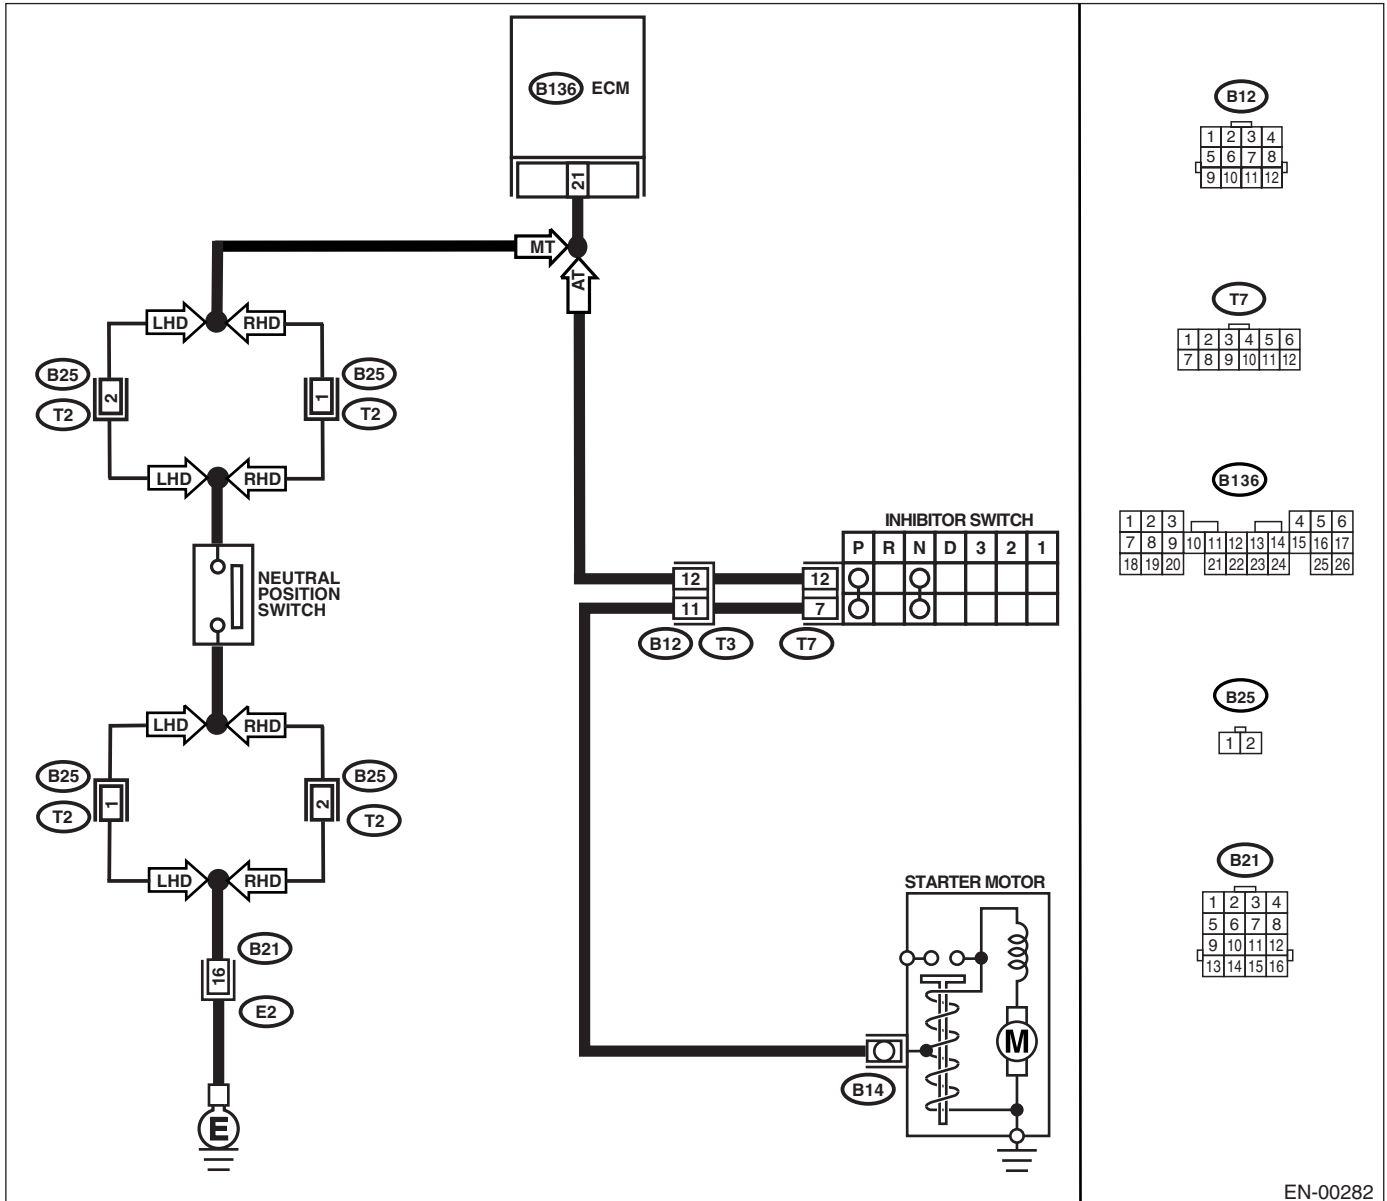 B136 ECM
21
MT
AT
LHD RHD
B25
T2
2
1
B25
T2
LHD RHD
NEUTRAL
POSITION
SWITCH
LHD RHD
B25
T2
1
2
B25
T2
LHD RHD
B21
16
E2
E
INHIBITOR SWITCH
P R N D 3 2 1
12 12
11 7
B12 T3 T7
STARTER MOTOR
M
B14
B12
1 2 3 4
5 6 7 8
9 10 11 12
T7
1 2 3 4 5 6
7 8 9 10 11 12
B136
1 2 3 4 5 6
7 8 9 10 11 12 13 14 15 16 17
18 19 20 21 22 23 24 25 26
B25
1 2
B21
1 2 3 4
5 6 7 8
9 10 11 12
13 14 15 16
EN-00282